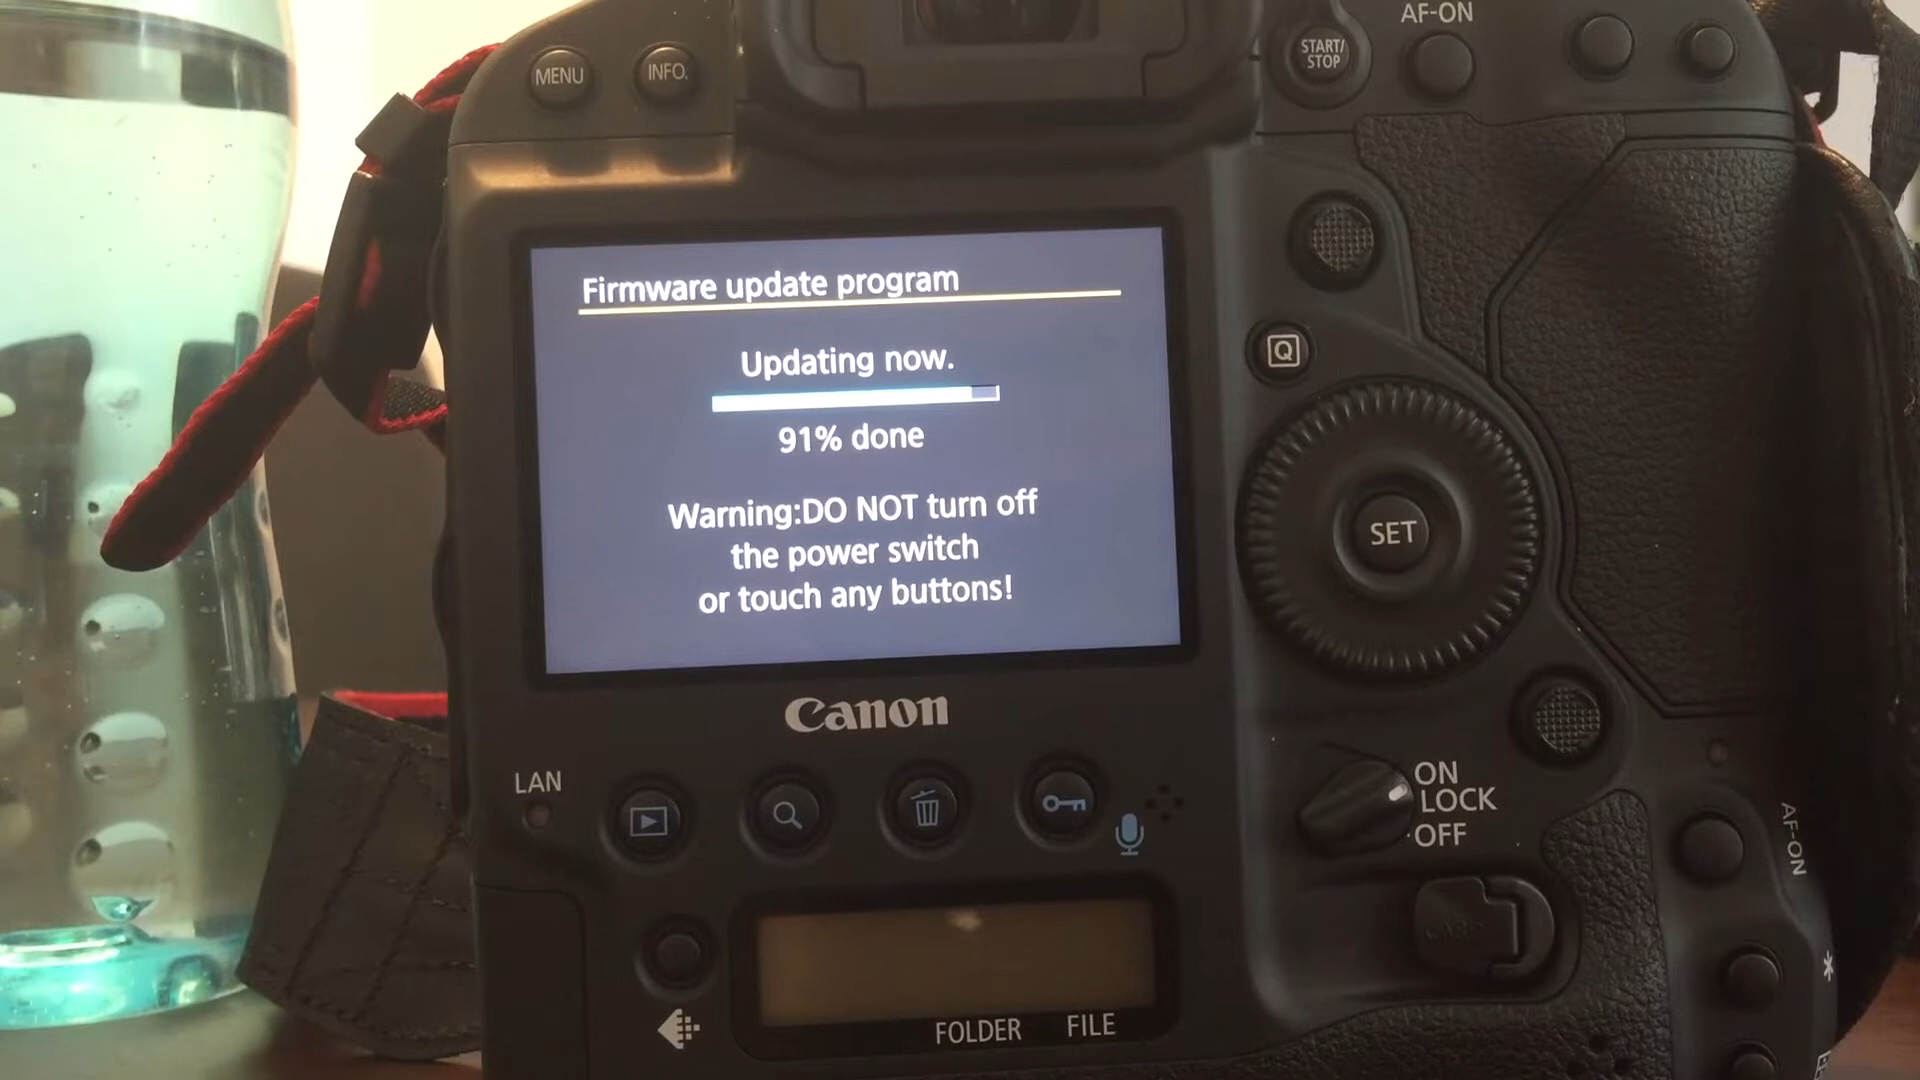 AF-ON
MENU
INFO.
START/
STOP
Firmware update program
Updating now.
91% done
Warning:DO NOT turn off
the power switch
or touch any buttons!
Q
SET
Canon
LAN
ON
LOCK
OFF
AF-ON
FOLDER
FILE